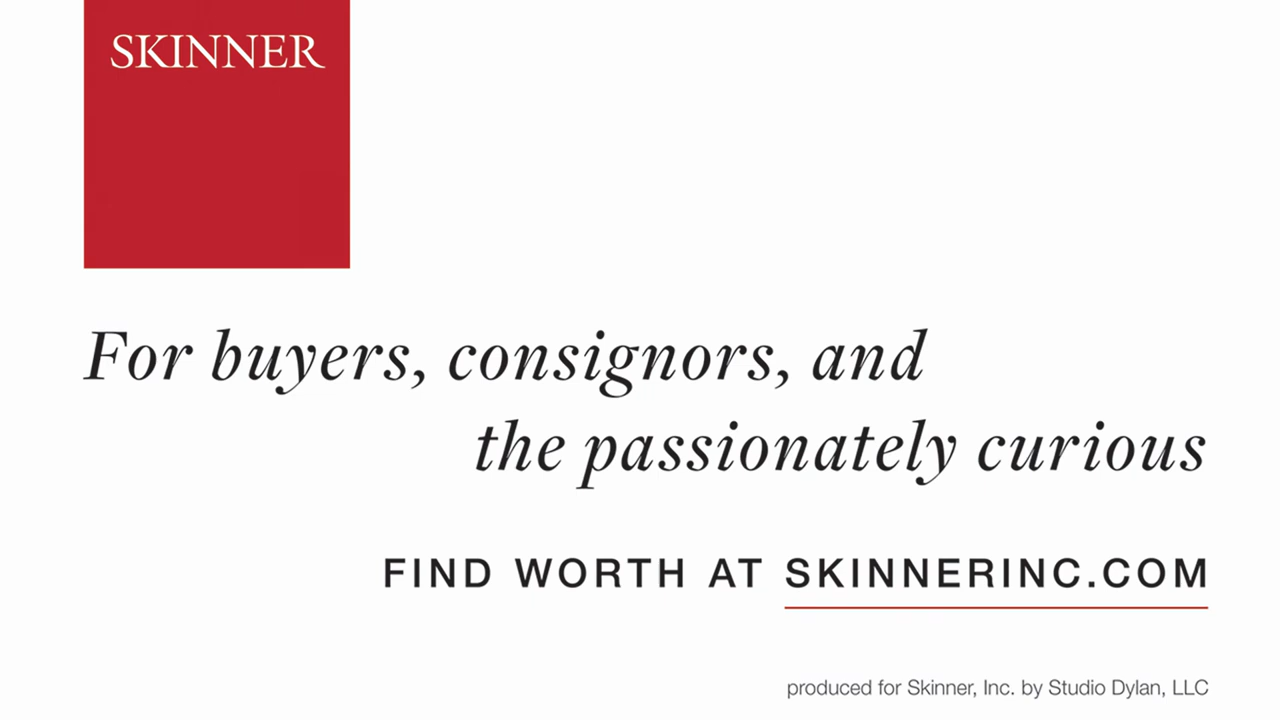 SKINNER
For buyers, consignors, and
the passionately curious
FIND WORTH AT SKINNERINC.COM
produced for Skinner, Inc. by Studio Dylan, LLC